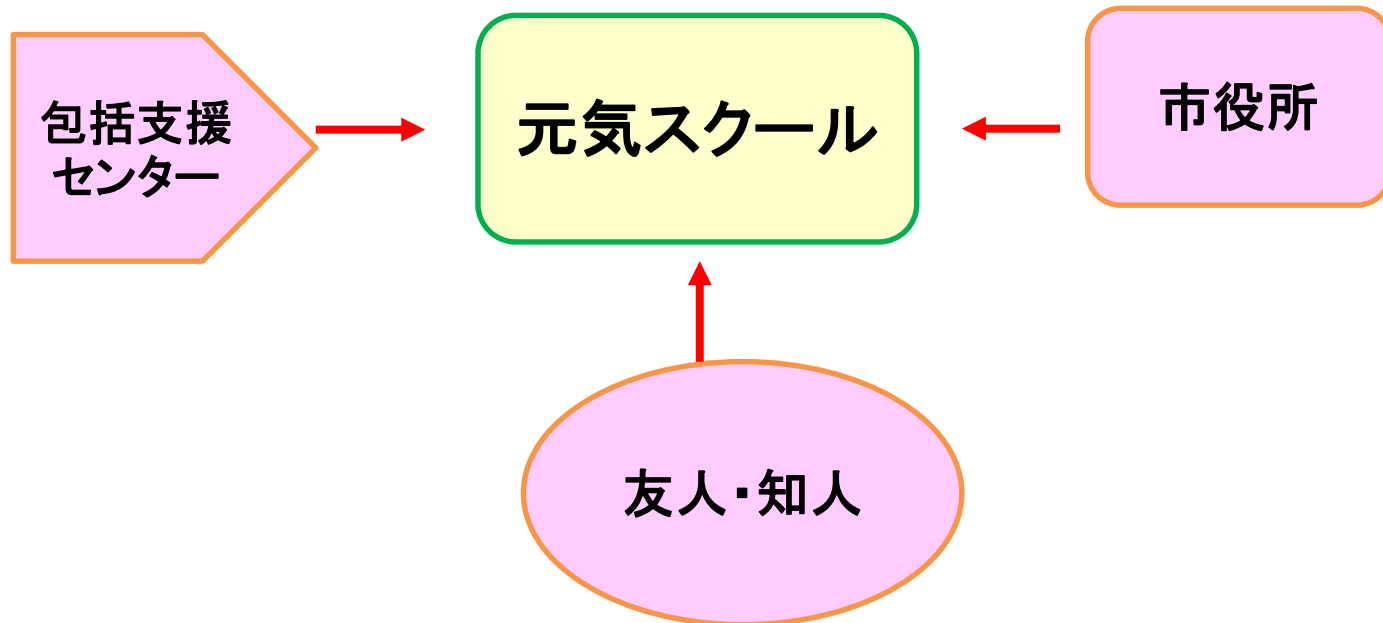 包括支援
センター
元気スクール
市役所
友人・知人